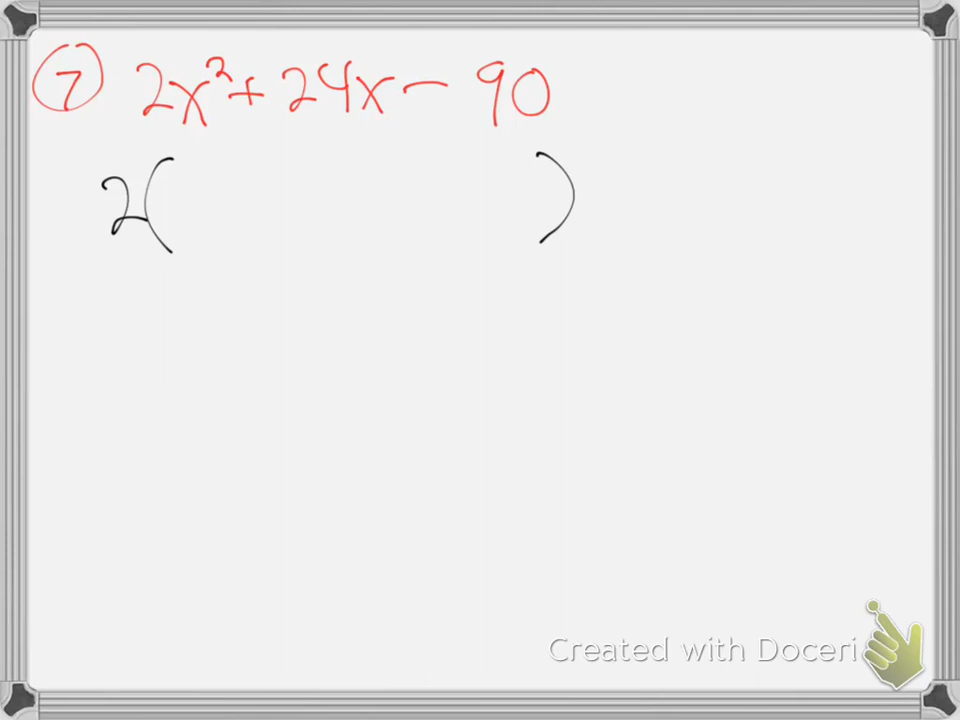 ⑦ 2x² + 24x − 90
2( )
Created with Doceri